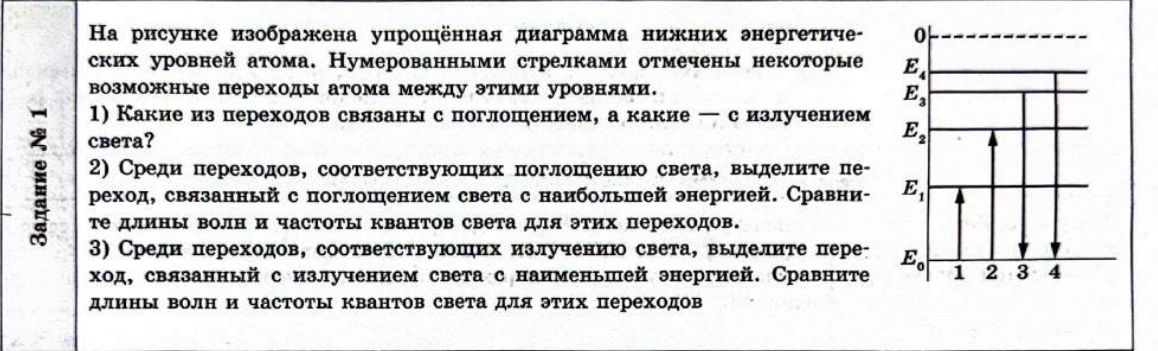 Задание № 1
На рисунке изображена упрощённая диаграмма нижних энергетиче-
ских уровней атома. Нумерованными стрелками отмечены некоторые
возможные переходы атома между этими уровнями.
1) Какие из переходов связаны с поглощением, а какие — с излучением
света?
2) Среди переходов, соответствующих поглощению света, выделите пе-
реход, связанный с поглощением света с наибольшей энергией. Сравни-
те длины волн и частоты квантов света для этих переходов.
3) Среди переходов, соответствующих излучению света, выделите пере-
ход, связанный с излучением света с наименьшей энергией. Сравните
длины волн и частоты квантов света для этих переходов
0
E₄
E₃
E₂
E₁
E₀
1 2 3 4